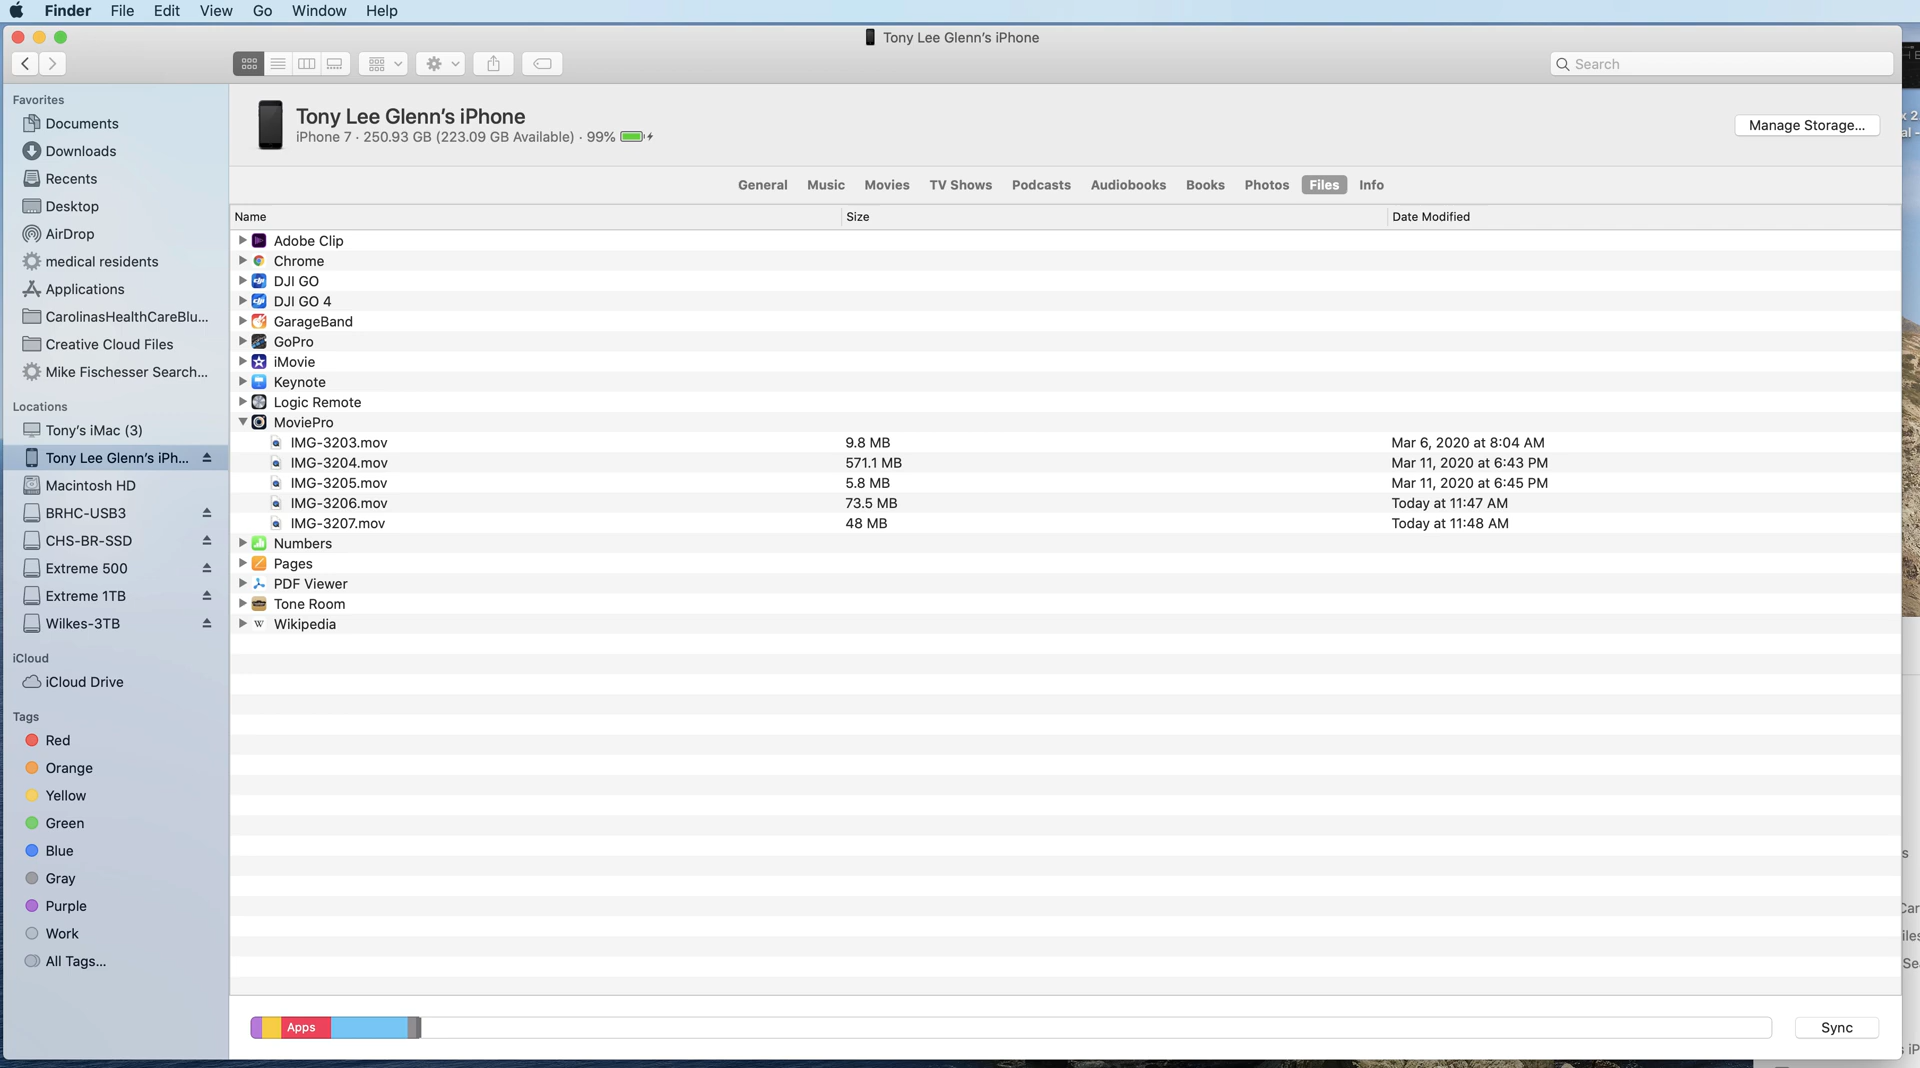 Finder File Edit View Go Window Help
Tony Lee Glenn’s iPhone
Search
Favorites
Documents
Downloads
Recents
Desktop
AirDrop
medical residents
Applications
CarolinasHealthCareBlu...
Creative Cloud Files
Mike Fischesser Search...
Locations
Tony’s iMac (3)
Tony Lee Glenn’s iPh...
Macintosh HD
BRHC-USB3
CHS-BR-SSD
Extreme 500
Extreme 1TB
Wilkes-3TB
iCloud
iCloud Drive
Tags
Red
Orange
Yellow
Green
Blue
Gray
Purple
Work
All Tags...
Tony Lee Glenn’s iPhone
iPhone 7 · 250.93 GB (223.09 GB Available) · 99%
Manage Storage...
General Music Movies TV Shows Podcasts Audiobooks Books Photos Files Info
Name Size Date Modified
Adobe Clip
Chrome
DJI GO
DJI GO 4
GarageBand
GoPro
iMovie
Keynote
Logic Remote
MoviePro
IMG-3203.mov 9.8 MB Mar 6, 2020 at 8:04 AM
IMG-3204.mov 571.1 MB Mar 11, 2020 at 6:43 PM
IMG-3205.mov 5.8 MB Mar 11, 2020 at 6:45 PM
IMG-3206.mov 73.5 MB Today at 11:47 AM
IMG-3207.mov 48 MB Today at 11:48 AM
Numbers
Pages
PDF Viewer
Tone Room
W Wikipedia
Apps
Sync